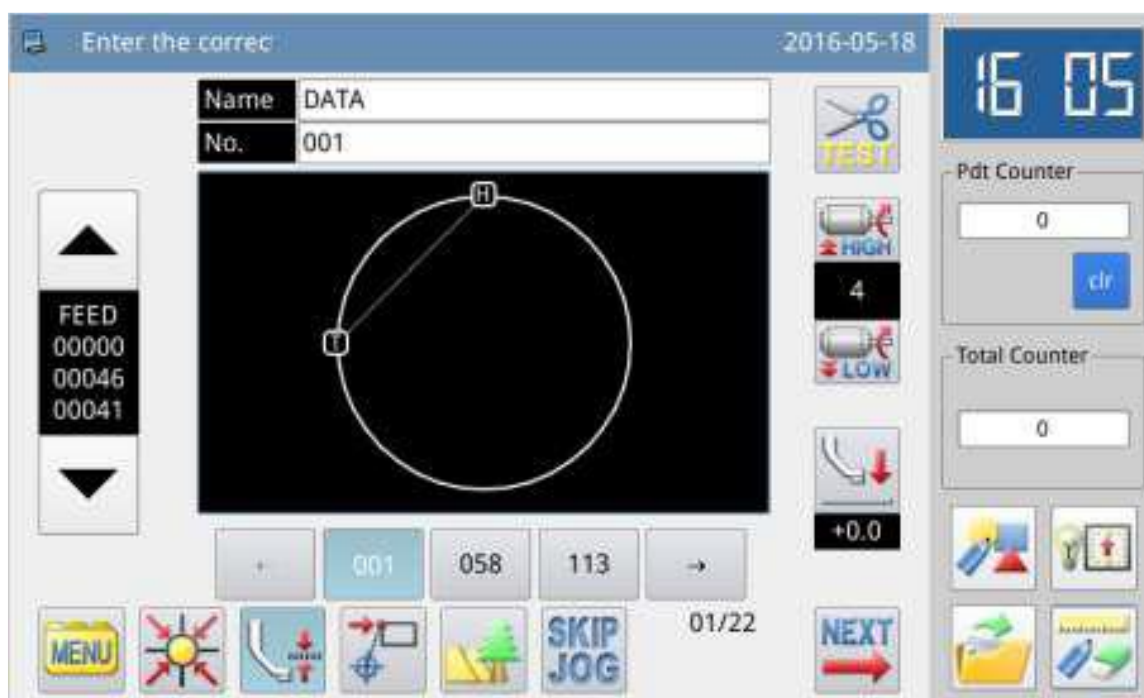 Enter the correc
2016-05-18
16 05
Name DATA
No. 001
TEST
Pdt Counter
0
clr
H
HIGH
4
LOW
FEED
00000
00046
00041
Total Counter
0
+0.0
001 058 113 →
01/22
MENU
SKIP
JOG
NEXT